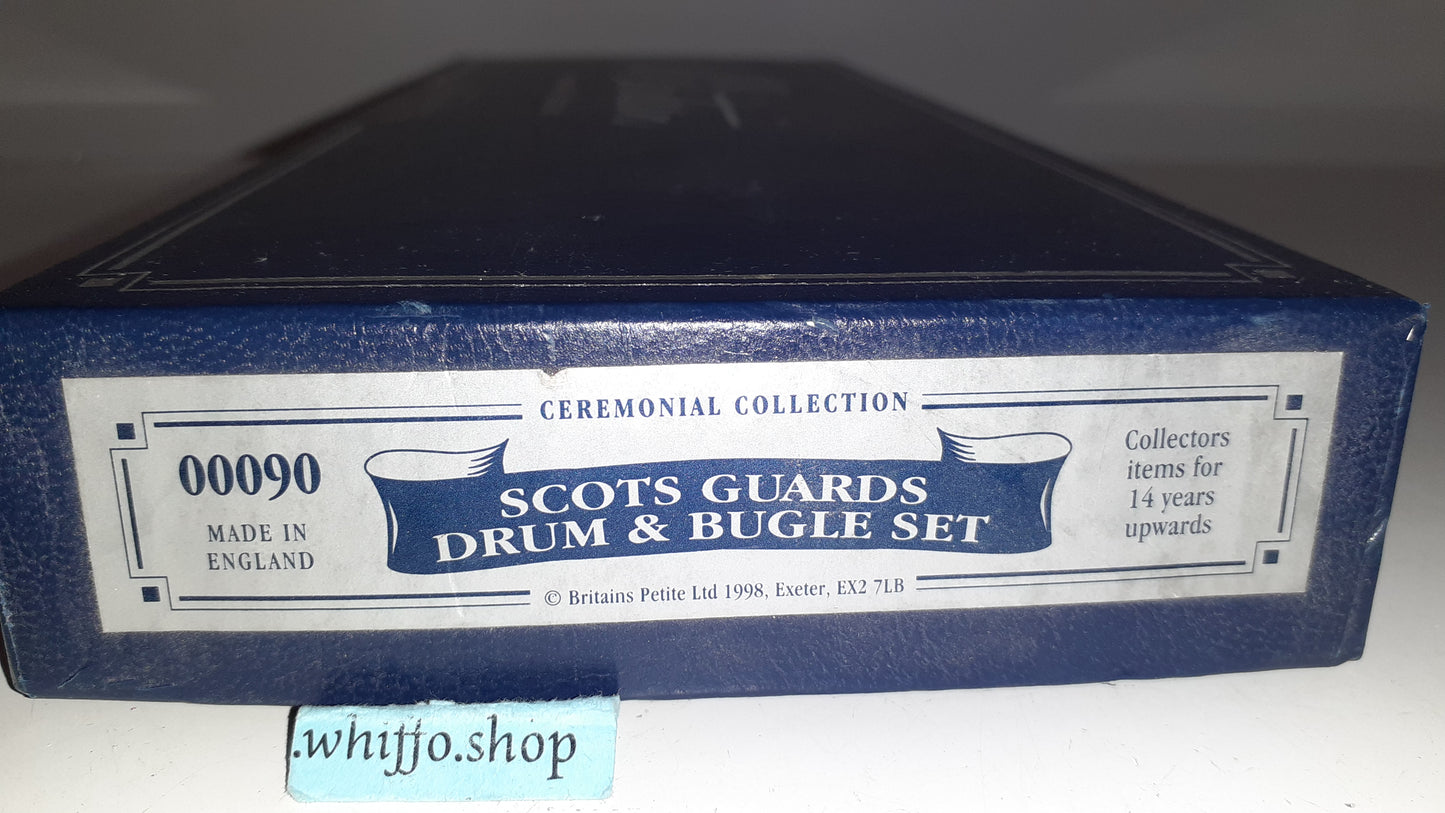 CEREMONIAL COLLECTION
00090
MADE IN
ENGLAND
SCOTS GUARDS
DRUM & BUGLE SET
Collectors
items for
14 years
upwards
© Britains Petite Ltd 1998, Exeter, EX2 7LB
.whiffo.shop